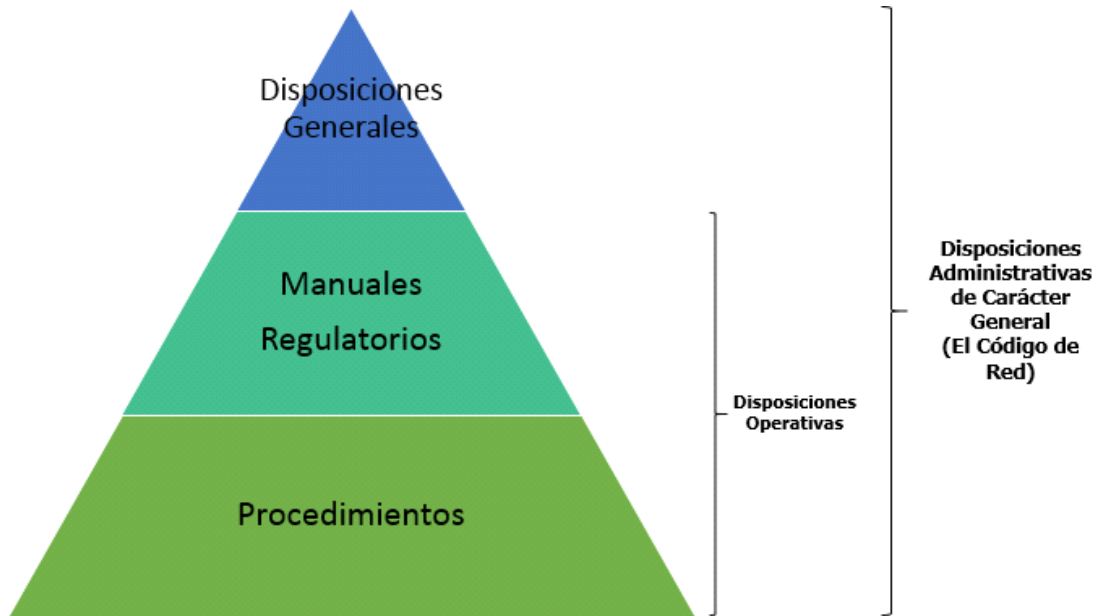 Disposiciones
Generales
Manuales
Regulatorios
Procedimientos
Disposiciones
Operativas
Disposiciones
Administrativas
de Carácter
General
(El Código de
Red)